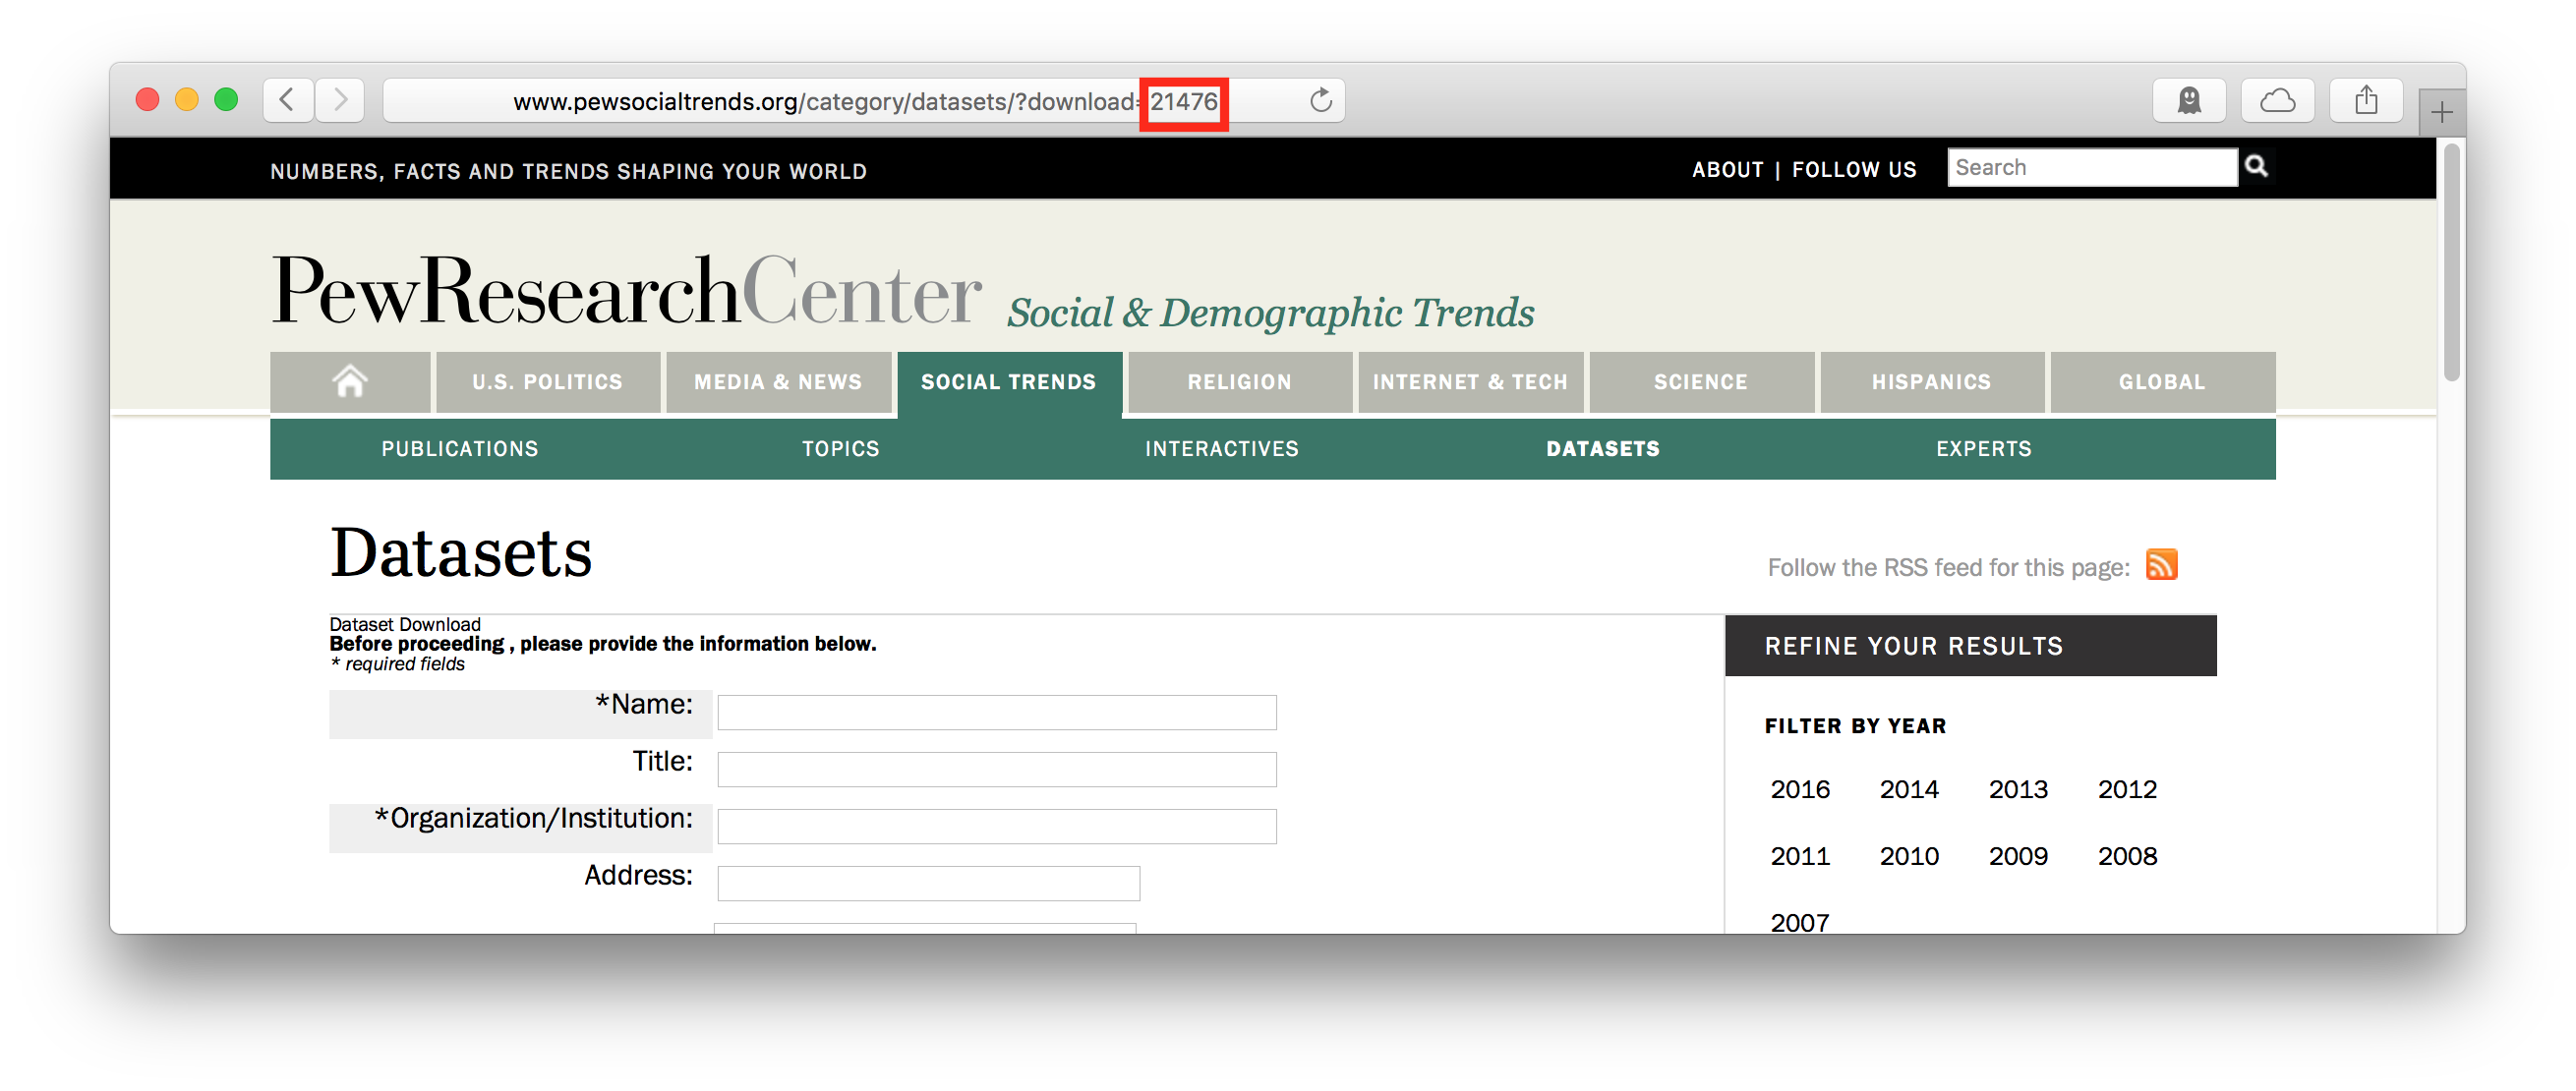 www.pewsocialtrends.org/category/datasets/?download=21476
NUMBERS, FACTS AND TRENDS SHAPING YOUR WORLD
ABOUT | FOLLOW US
Search
PewResearchCenter Social & Demographic Trends
U.S. POLITICS MEDIA & NEWS SOCIAL TRENDS RELIGION INTERNET & TECH SCIENCE HISPANICS GLOBAL
PUBLICATIONS TOPICS INTERACTIVES DATASETS EXPERTS
Datasets
Follow the RSS feed for this page:
Dataset Download
Before proceeding , please provide the information below.
* required fields
*Name:
Title:
*Organization/Institution:
Address:
REFINE YOUR RESULTS
FILTER BY YEAR
2016 2014 2013 2012
2011 2010 2009 2008
2007